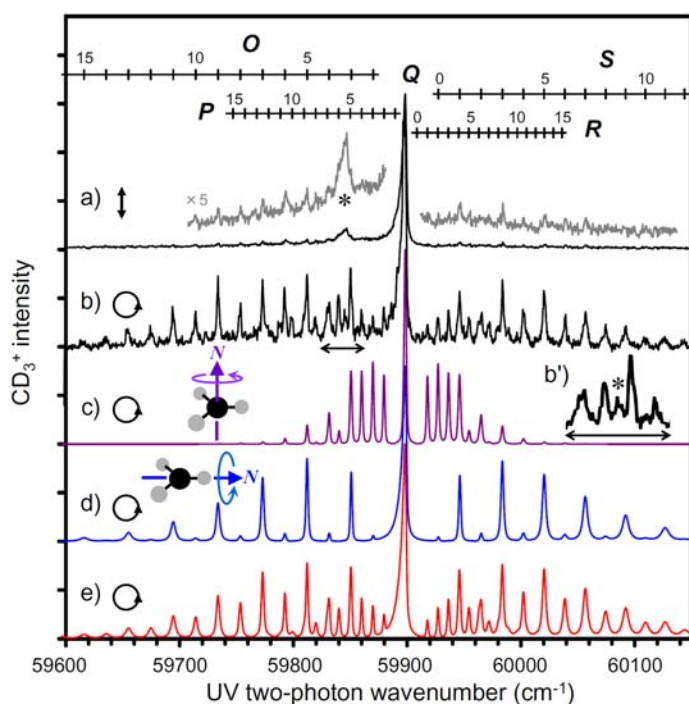 O
15 10 5
Q
S
0 5 10
P
15 10 5
0 5 10 15
R
a)
×5
*
b)
N
b')
*
c)
N
d)
e)
CD₃⁺ intensity
59600 59700 59800 59900 60000 60100
UV two-photon wavenumber (cm⁻¹)